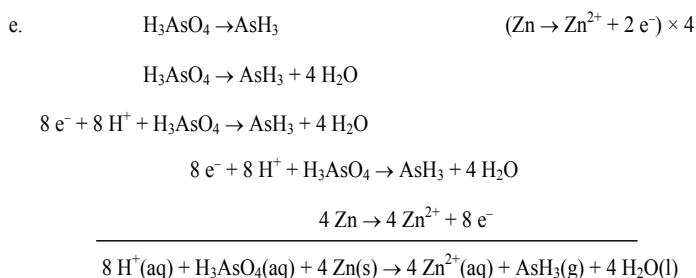 e. H₃AsO₄ → AsH₃ (Zn → Zn²⁺ + 2 e⁻) × 4
H₃AsO₄ → AsH₃ + 4 H₂O
8 e⁻ + 8 H⁺ + H₃AsO₄ → AsH₃ + 4 H₂O
8 e⁻ + 8 H⁺ + H₃AsO₄ → AsH₃ + 4 H₂O
4 Zn → 4 Zn²⁺ + 8 e⁻
8 H⁺(aq) + H₃AsO₄(aq) + 4 Zn(s) → 4 Zn²⁺(aq) + AsH₃(g) + 4 H₂O(l)